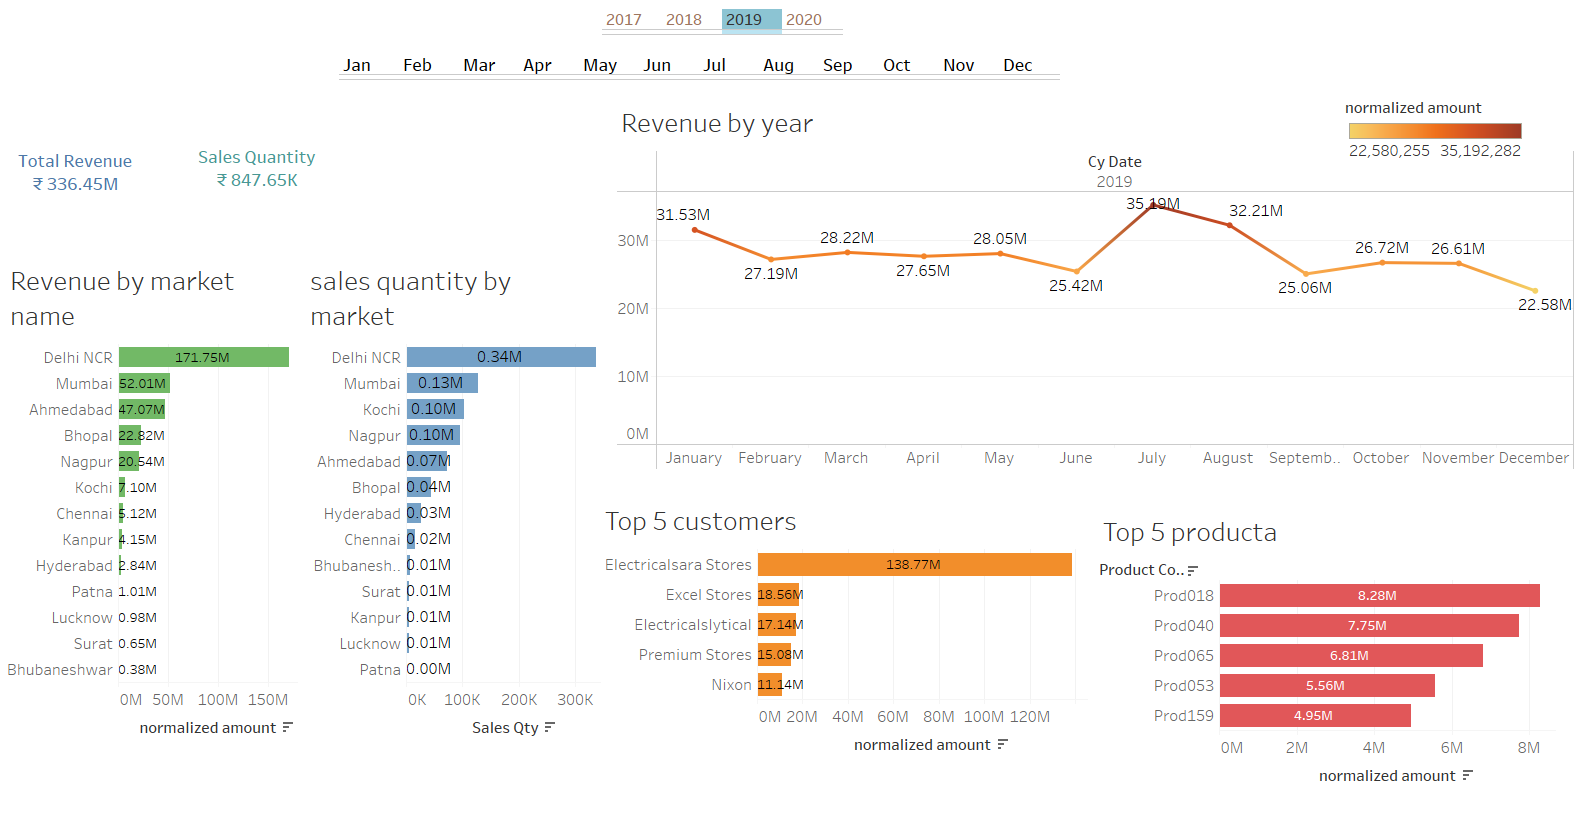 2017 2018 2019 2020
Jan Feb Mar Apr May Jun Jul Aug Sep Oct Nov Dec
Total Revenue
₹ 336.45M
Sales Quantity
₹ 847.65K
Revenue by year
normalized amount
22,580,255 35,192,282
Cy Date
2019
31.53M
27.19M
28.22M
27.65M
28.05M
25.42M
35.19M
32.21M
25.06M
26.72M
26.61M
22.58M
30M
20M
10M
0M
January February March April May June July August Septemb.. October November December
Revenue by market
name
Delhi NCR 171.75M
Mumbai 52.01M
Ahmedabad 47.07M
Bhopal 22.82M
Nagpur 20.54M
Kochi 7.10M
Chennai 5.12M
Kanpur 4.15M
Hyderabad 2.84M
Patna 1.01M
Lucknow 0.98M
Surat 0.65M
Bhubaneshwar 0.38M
0M 50M 100M 150M
normalized amount
sales quantity by
market
Delhi NCR 0.34M
Mumbai 0.13M
Kochi 0.10M
Nagpur 0.10M
Ahmedabad 0.07M
Bhopal 0.04M
Hyderabad 0.03M
Chennai 0.02M
Bhubanesh.. 0.01M
Surat 0.01M
Kanpur 0.01M
Lucknow 0.01M
Patna 0.00M
0K 100K 200K 300K
Sales Qty
Top 5 customers
Electricalsara Stores 138.77M
Excel Stores 18.56M
Electricalslytical 17.14M
Premium Stores 15.08M
Nixon 11.14M
0M 20M 40M 60M 80M 100M 120M
normalized amount
Top 5 producta
Product Co..
Prod018 8.28M
Prod040 7.75M
Prod065 6.81M
Prod053 5.56M
Prod159 4.95M
0M 2M 4M 6M 8M
normalized amount